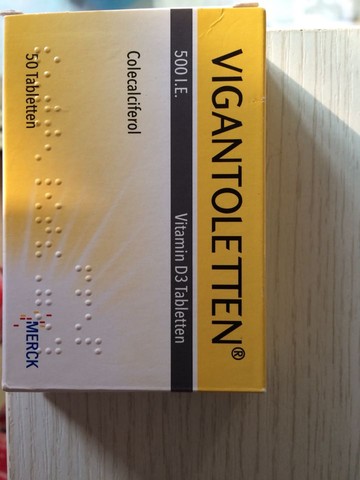 VIGANTOLETTEN®
500 I.E. Vitamin D3 Tabletten
Colecalciferol
50 Tabletten
MERCK